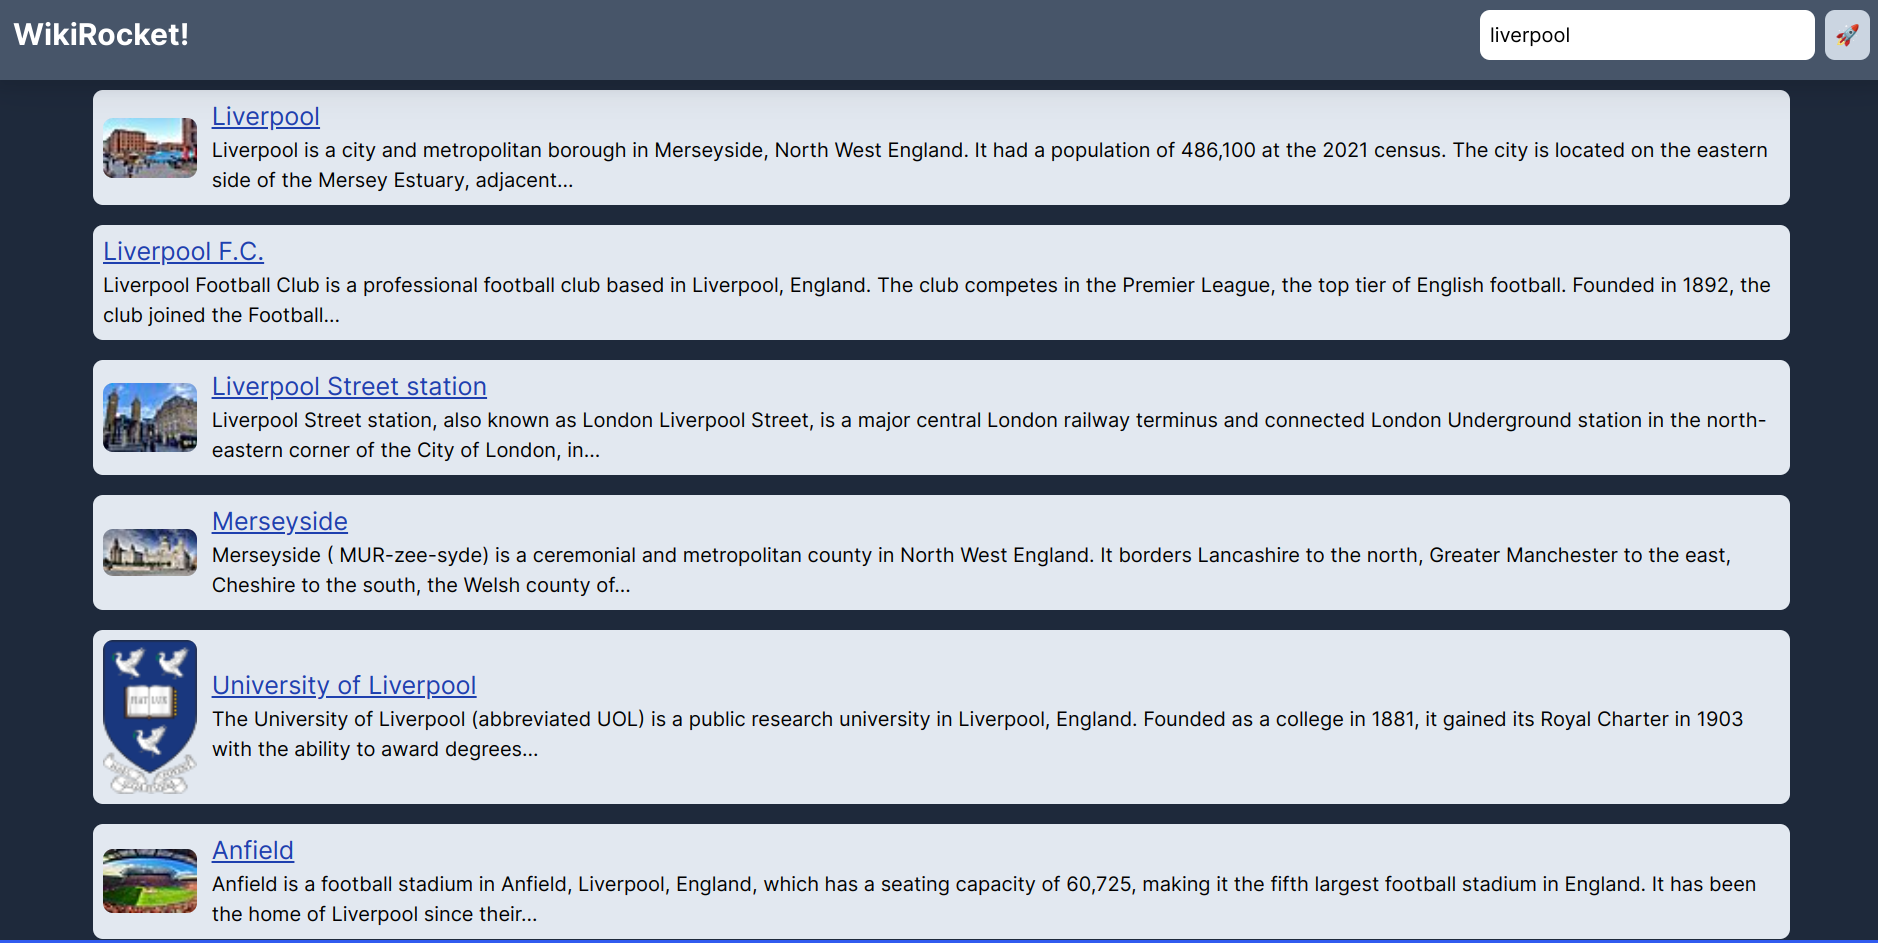 WikiRocket!
liverpool
Liverpool
Liverpool is a city and metropolitan borough in Merseyside, North West England. It had a population of 486,100 at the 2021 census. The city is located on the eastern
side of the Mersey Estuary, adjacent...
Liverpool F.C.
Liverpool Football Club is a professional football club based in Liverpool, England. The club competes in the Premier League, the top tier of English football. Founded in 1892, the
club joined the Football...
Liverpool Street station
Liverpool Street station, also known as London Liverpool Street, is a major central London railway terminus and connected London Underground station in the north-
eastern corner of the City of London, in...
Merseyside
Merseyside ( MUR-zee-syde) is a ceremonial and metropolitan county in North West England. It borders Lancashire to the north, Greater Manchester to the east,
Cheshire to the south, the Welsh county of...
University of Liverpool
The University of Liverpool (abbreviated UOL) is a public research university in Liverpool, England. Founded as a college in 1881, it gained its Royal Charter in 1903
with the ability to award degrees...
Anfield
Anfield is a football stadium in Anfield, Liverpool, England, which has a seating capacity of 60,725, making it the fifth largest football stadium in England. It has been
the home of Liverpool since their...